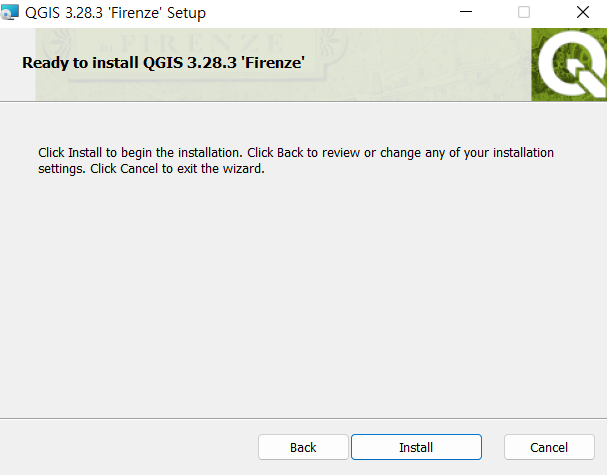 QGIS 3.28.3 'Firenze' Setup
FIRENZE
Ready to install QGIS 3.28.3 'Firenze'
Click Install to begin the installation. Click Back to review or change any of your installation
settings. Click Cancel to exit the wizard.
Back Install Cancel